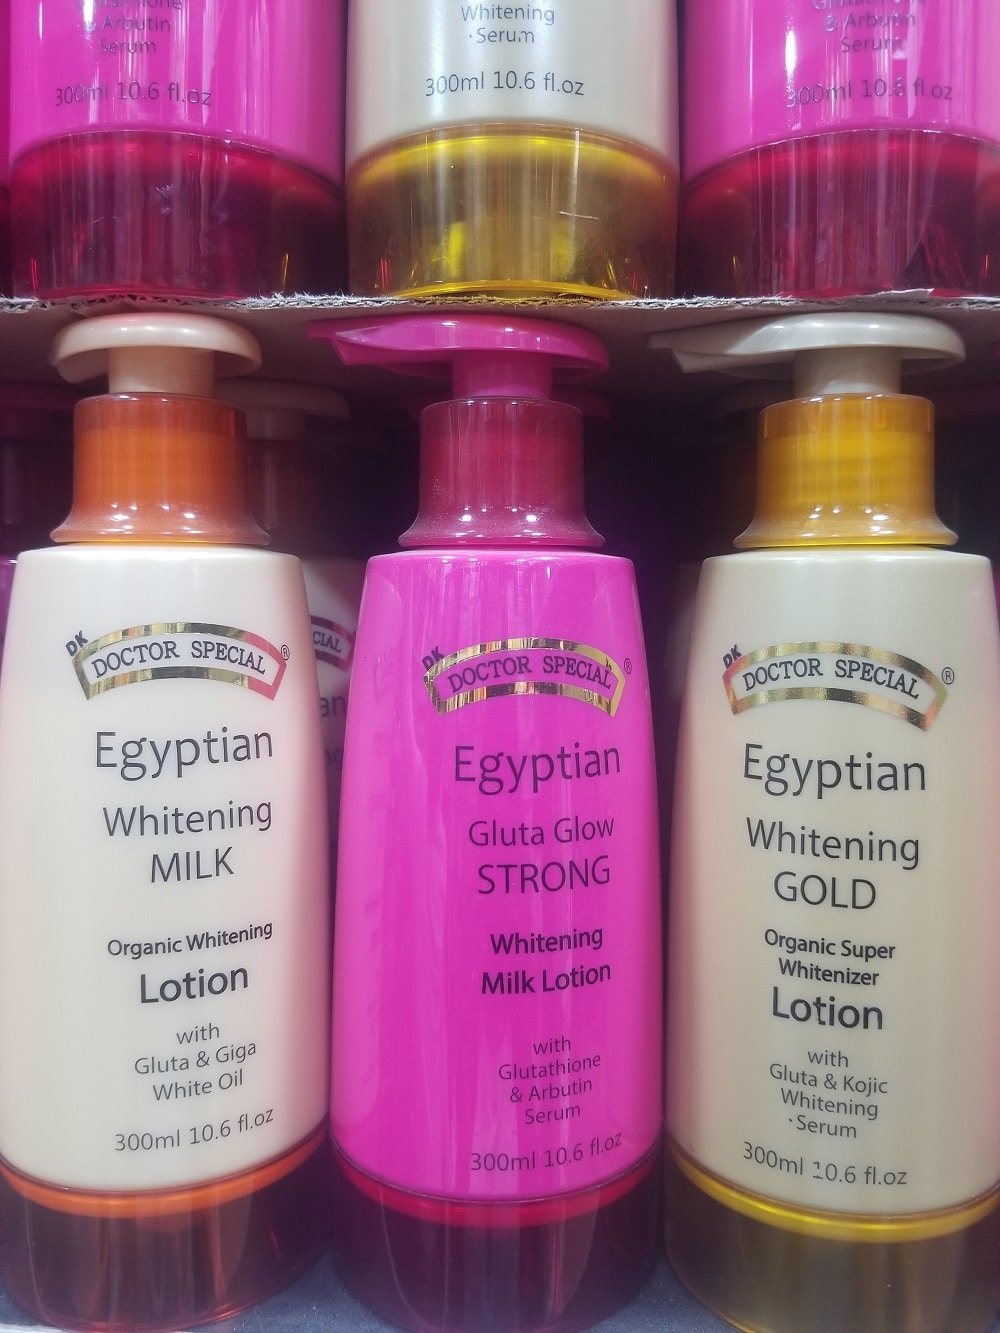 & Arbutin
Serum
300ml 10.6 fl.oz
Whitening
·Serum
300ml 10.6 fl.oz
Glutathione
& Arbutin
Serum
300ml 10.6 fl.oz
DK
DOCTOR SPECIAL®
Egyptian
Whitening
MILK
Organic Whitening
Lotion
with
Gluta & Giga
White Oil
300ml 10.6 fl.oz
CIAL®
DK
DOCTOR SPECIAL®
Egyptian
Gluta Glow
STRONG
Whitening
Milk Lotion
with
Glutathione
& Arbutin
Serum
300ml 10.6 fl.oz
DK
DOCTOR SPECIAL®
Egyptian
Whitening
GOLD
Organic Super
Whitenizer
Lotion
with
Gluta & Kojic
Whitening
·Serum
300ml 10.6 fl.oz